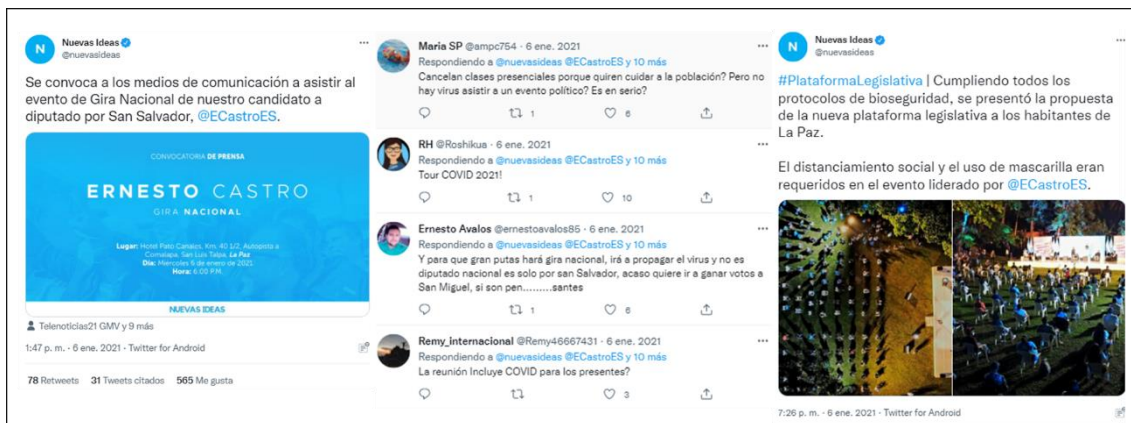 Nuevas Ideas
@nuevasideas
Se convoca a los medios de comunicación a asistir al
evento de Gira Nacional de nuestro candidato a
diputado por San Salvador, @ECastroES.
CONVOCATORIA DE PRENSA
ERNESTO CASTRO
GIRA NACIONAL
Lugar: Hotel Pato Canales, Km. 40 1/2, Autopista a
Comalapa, San Luis Talpa, La Paz
Día: Miércoles 6 de enero de 2021
Hora: 6:00 P.M.
NUEVAS IDEAS
Telenoticias21 GMV y 9 más
1:47 p. m. · 6 ene. 2021 · Twitter for Android
78 Retweets 31 Tweets citados 565 Me gusta
Maria SP @ampc754 · 6 ene. 2021
Respondiendo a @nuevasideas @ECastroES y 10 más
Cancelan clases presenciales porque quiren cuidar a la población? Pero no
hay virus asistir a un evento político? Es en serio?
1 6
RH @Roshikua · 6 ene. 2021
Respondiendo a @nuevasideas @ECastroES y 10 más
Tour COVID 2021!
1 10
Ernesto Avalos @ernestoavalos85 · 6 ene. 2021
Respondiendo a @nuevasideas @ECastroES y 10 más
Y para que gran putas hará gira nacional, irá a propagar el virus y no es
diputado nacional es solo por san Salvador, acaso quiere ir a ganar votos a
San Miguel, si son pen.........santes
1 6
Remy_internacional @Remy46667431 · 6 ene. 2021
Respondiendo a @nuevasideas @ECastroES y 10 más
La reunión Incluye COVID para los presentes?
3
Nuevas Ideas
@nuevasideas
#PlataformaLegislativa | Cumpliendo todos los
protocolos de bioseguridad, se presentó la propuesta
de la nueva plataforma legislativa a los habitantes de
La Paz.
El distanciamiento social y el uso de mascarilla eran
requeridos en el evento liderado por @ECastroES.
7:26 p. m. · 6 ene. 2021 · Twitter for Android